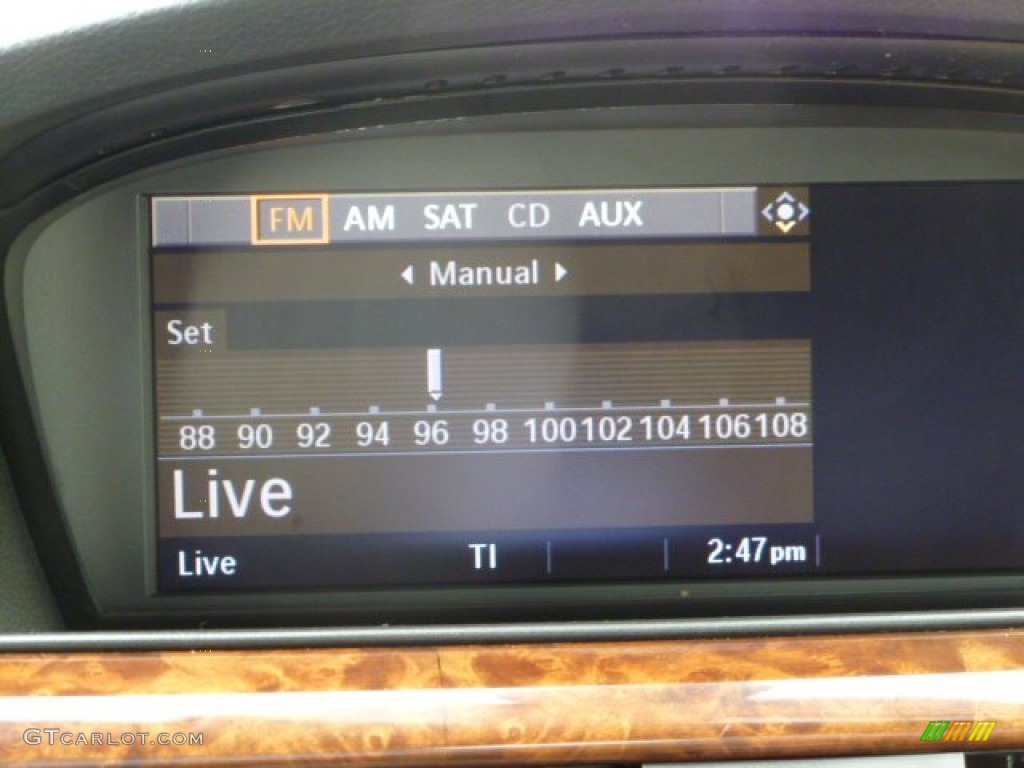 FM AM SAT CD AUX
Manual
Set
88 90 92 94 96 98 100 102 104 106 108
Live
Live TI 2:47pm
GTCARLOT.COM